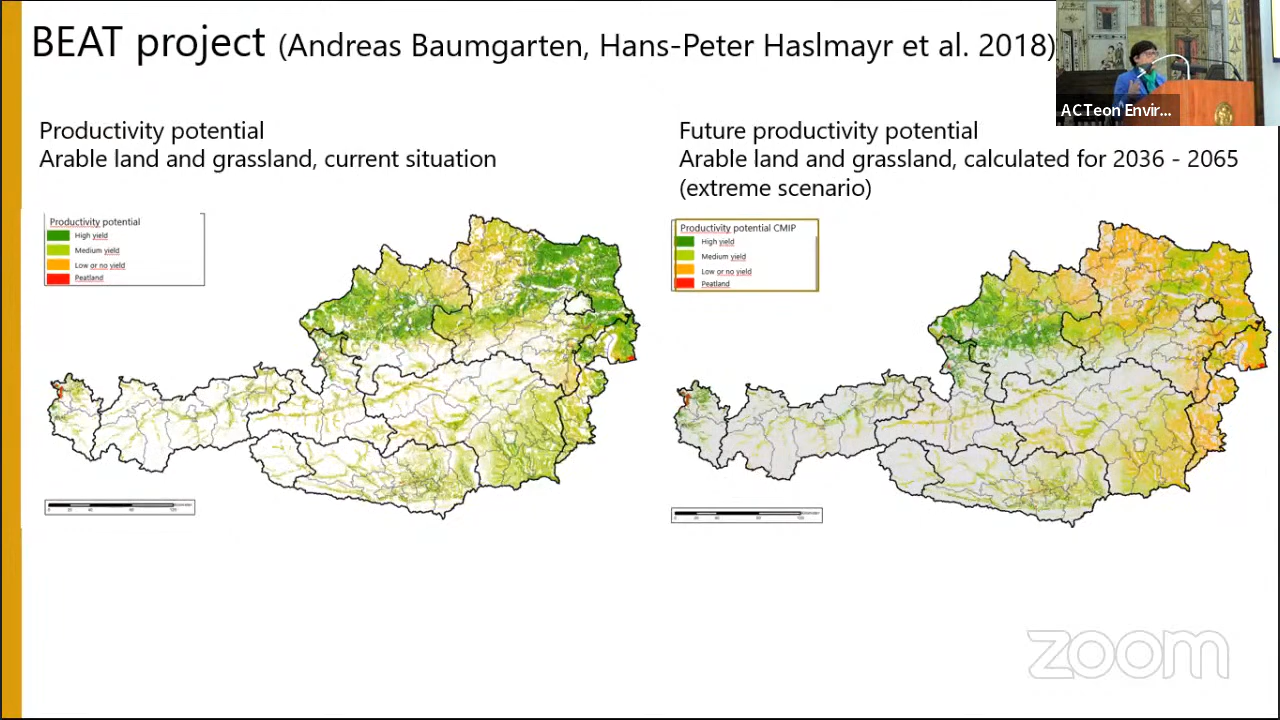 BEAT project (Andreas Baumgarten, Hans-Peter Haslmayr et al. 2018)
ACTeon Envir...
Productivity potential
Arable land and grassland, current situation
Future productivity potential
Arable land and grassland, calculated for 2036 - 2065
(extreme scenario)
Productivity potential
High yield
Medium yield
Low or no yield
Peatland
Productivity potential CMIP
High yield
Medium yield
Low or no yield
Peatland
zoom